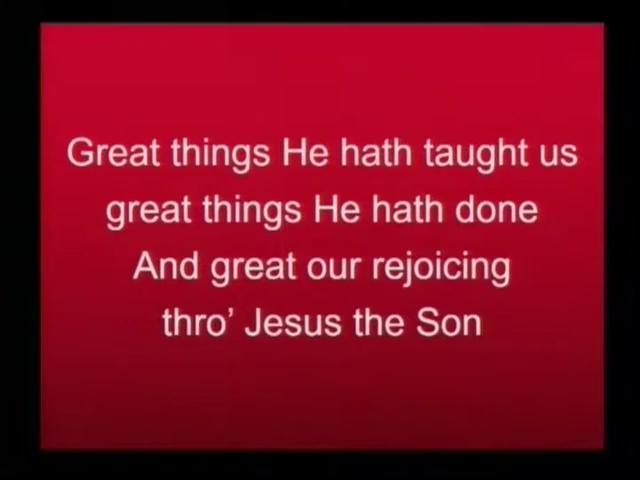 Great things He hath taught us
great things He hath done
And great our rejoicing
thro’ Jesus the Son